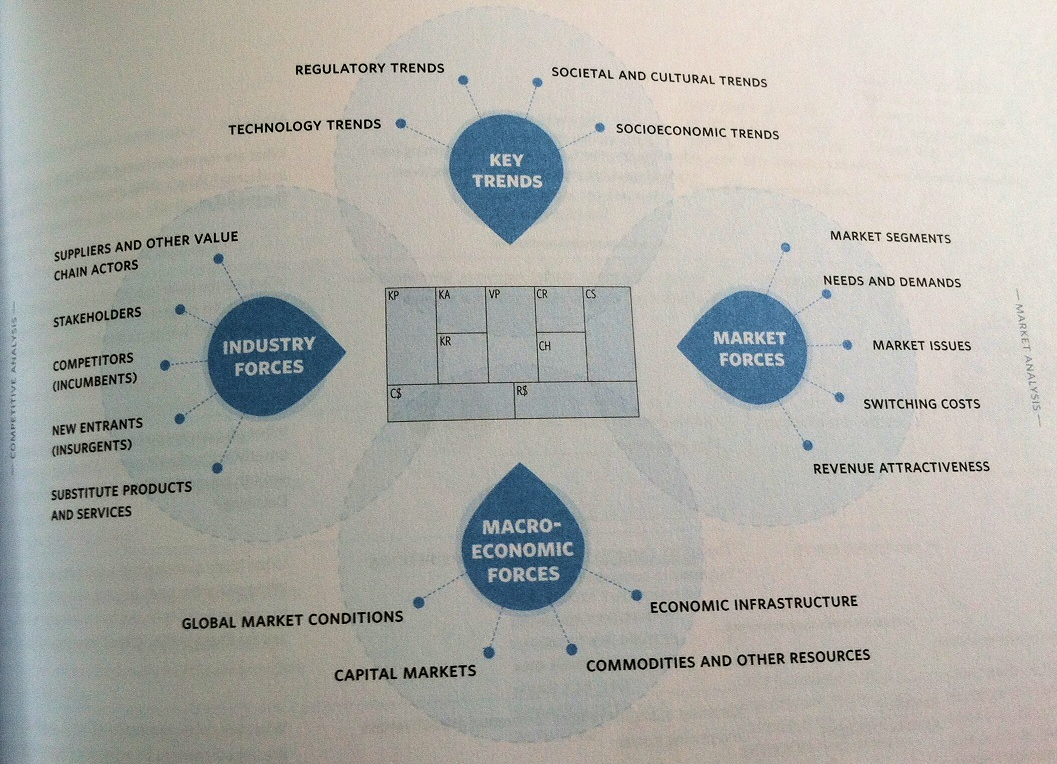 REGULATORY TRENDS
SOCIETAL AND CULTURAL TRENDS
TECHNOLOGY TRENDS
SOCIOECONOMIC TRENDS
KEY
TRENDS
SUPPLIERS AND OTHER VALUE
CHAIN ACTORS
STAKEHOLDERS
COMPETITORS
(INCUMBENTS)
NEW ENTRANTS
(INSURGENTS)
SUBSTITUTE PRODUCTS
AND SERVICES
INDUSTRY
FORCES
— COMPETITIVE ANALYSIS —
KP
KA
VP
CR
CS
KR
CH
C$
R$
MARKET
FORCES
MARKET SEGMENTS
NEEDS AND DEMANDS
MARKET ISSUES
SWITCHING COSTS
REVENUE ATTRACTIVENESS
— MARKET ANALYSIS —
MACRO-
ECONOMIC
FORCES
GLOBAL MARKET CONDITIONS
CAPITAL MARKETS
ECONOMIC INFRASTRUCTURE
COMMODITIES AND OTHER RESOURCES